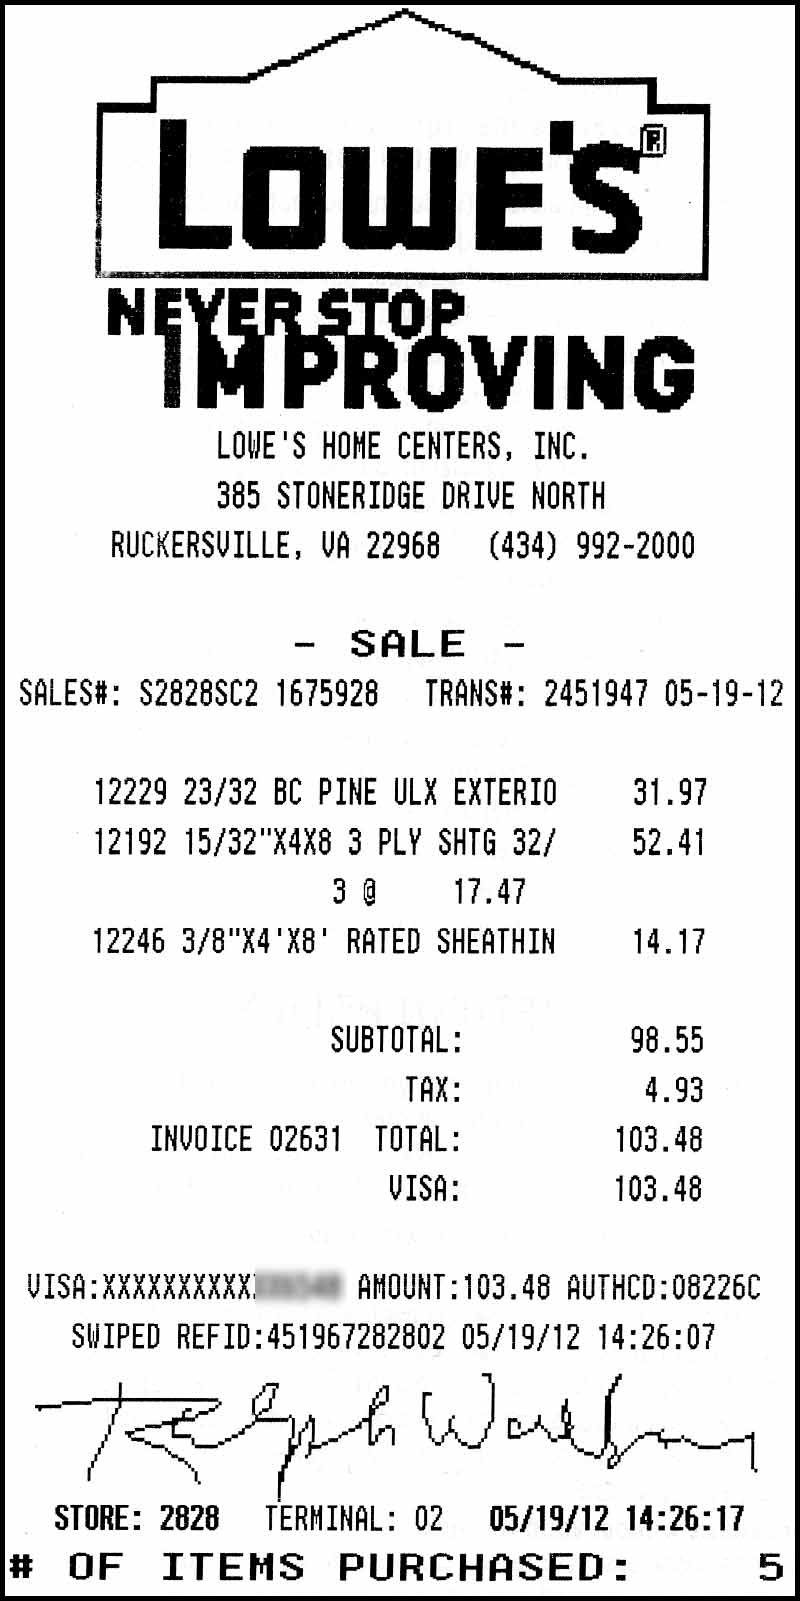 LOWE'S®
NEVER STOP
IMPROVING
LOWE'S HOME CENTERS, INC.
385 STONERIDGE DRIVE NORTH
RUCKERSVILLE, VA 22968 (434) 992-2000
- SALE -
SALES#: S2828SC2 1675928 TRANS#: 2451947 05-19-12
12229 23/32 BC PINE ULX EXTERIO 31.97
12192 15/32"X4X8 3 PLY SHTG 32/ 52.41
3 @ 17.47
12246 3/8"X4'X8' RATED SHEATHIN 14.17
SUBTOTAL: 98.55
TAX: 4.93
INVOICE 02631 TOTAL: 103.48
VISA: 103.48
VISA:XXXXXXXXXX AMOUNT:103.48 AUTHCD:08226C
SWIPED REFID:451967282802 05/19/12 14:26:07
Ralph
STORE: 2828 TERMINAL: 02 05/19/12 14:26:17
# OF ITEMS PURCHASED: 5